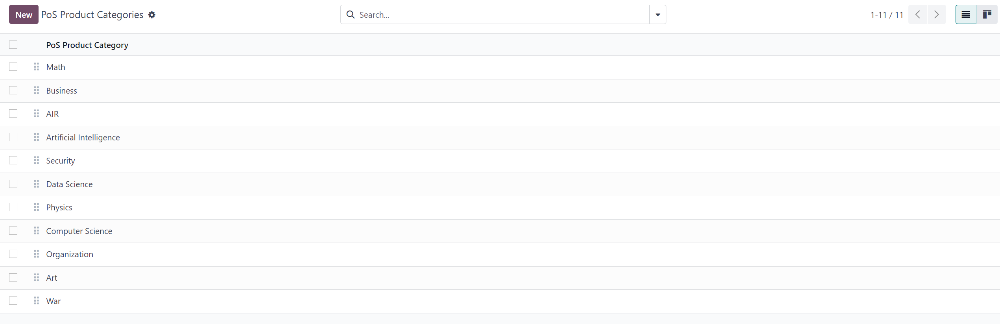 New PoS Product Categories Search... 1-11 / 11
PoS Product Category
Math
Business
AIR
Artificial Intelligence
Security
Data Science
Physics
Computer Science
Organization
Art
War